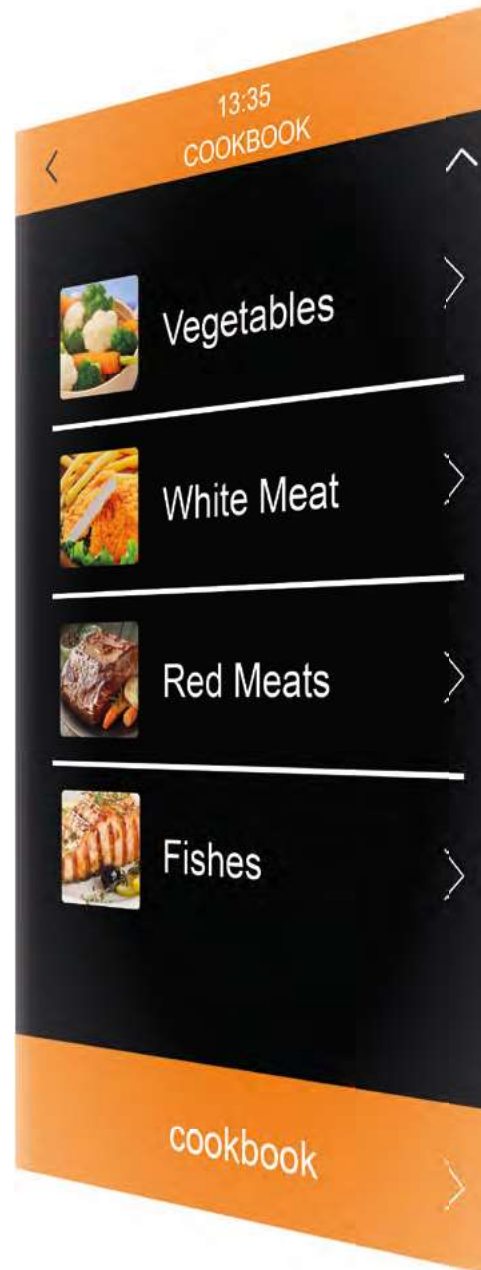 13:35
COOKBOOK
Vegetables
White Meat
Red Meats
Fishes
cookbook